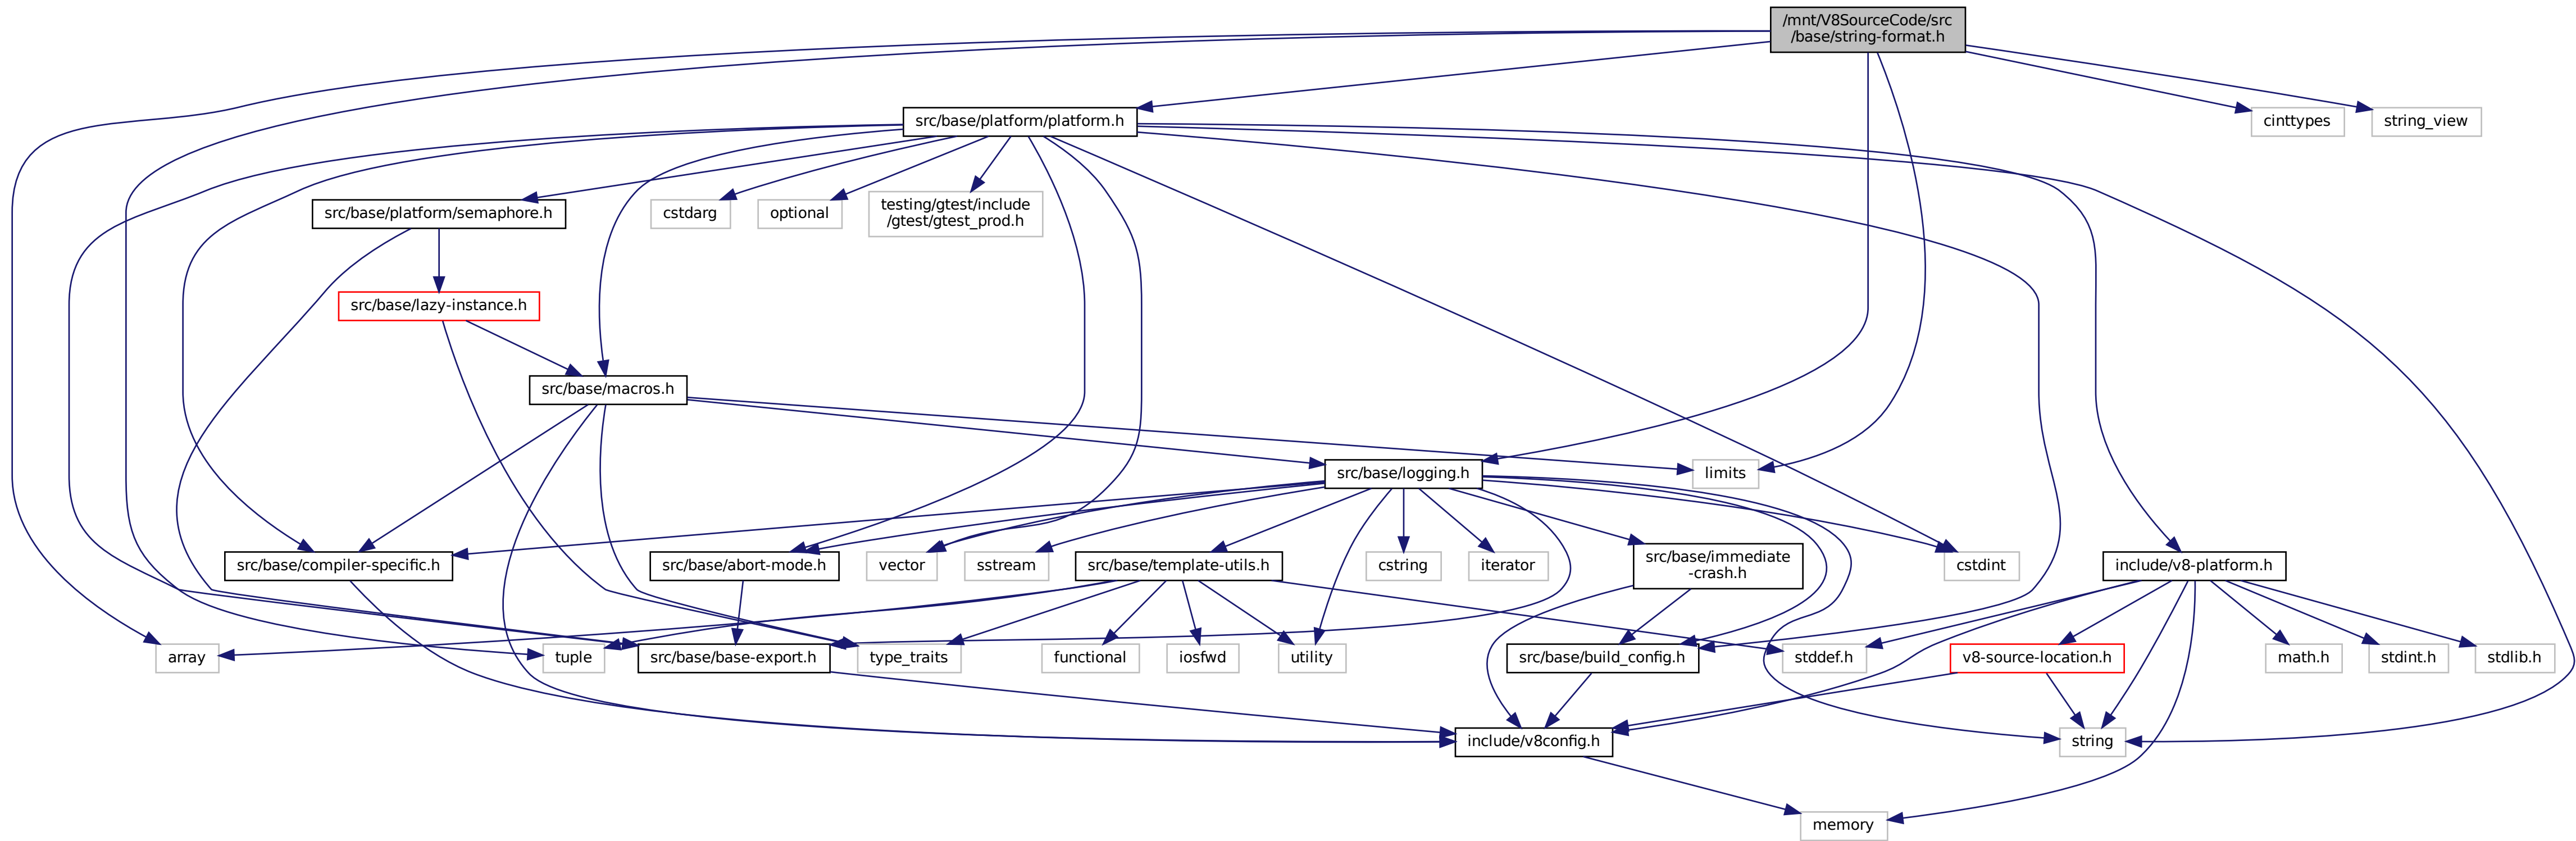 /mnt/V8SourceCode/src
/base/string-format.h
src/base/platform/platform.h
cinttypes
string_view
src/base/platform/semaphore.h
cstdarg
optional
testing/gtest/include
/gtest/gtest_prod.h
src/base/lazy-instance.h
src/base/macros.h
src/base/logging.h
limits
src/base/compiler-specific.h
src/base/abort-mode.h
vector
sstream
src/base/template-utils.h
cstring
iterator
src/base/immediate
-crash.h
cstdint
include/v8-platform.h
array
tuple
src/base/base-export.h
type_traits
functional
iosfwd
utility
src/base/build_config.h
stddef.h
v8-source-location.h
math.h
stdint.h
stdlib.h
include/v8config.h
string
memory